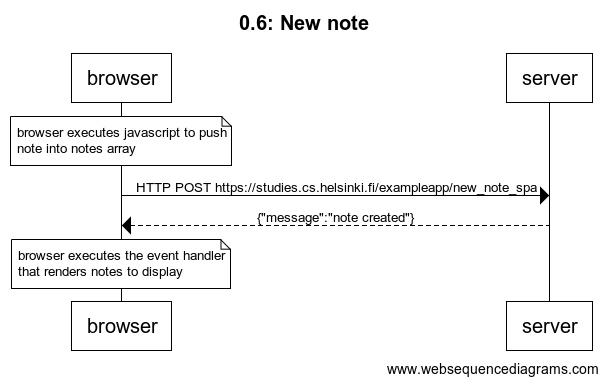 0.6: New note
browser
server
browser executes javascript to push
note into notes array
HTTP POST https://studies.cs.helsinki.fi/exampleapp/new_note_spa
{"message":"note created"}
browser executes the event handler
that renders notes to display
browser
server
www.websequencediagrams.com